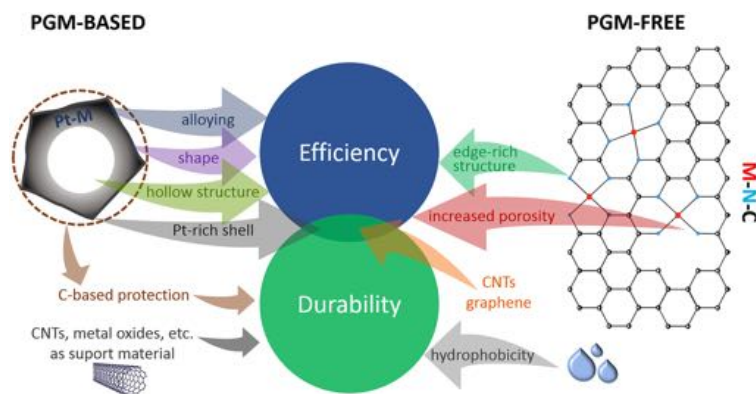 PGM-BASED
PGM-FREE
Pt-M
alloying
shape
hollow structure
Pt-rich shell
C-based protection
CNTs, metal oxides, etc.
as suport material
Efficiency
Durability
edge-rich
structure
increased porosity
CNTs
graphene
hydrophobicity
M-N-C